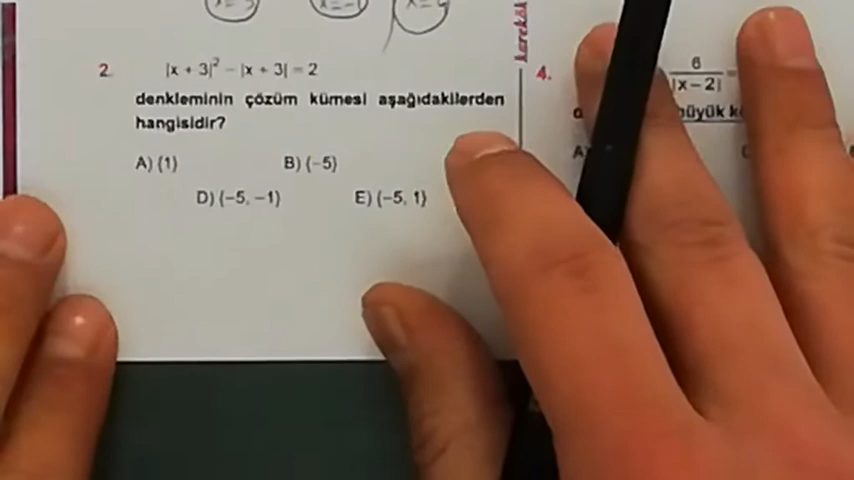 2. |x + 3|² − |x + 3| = 2
denkleminin çözüm kümesi aşağıdakilerden
hangisidir?
A) {1} B) {−5}
D) {−5, −1} E) {−5, 1}
karekök
4. 6
|x − 2| =
büyük
A)